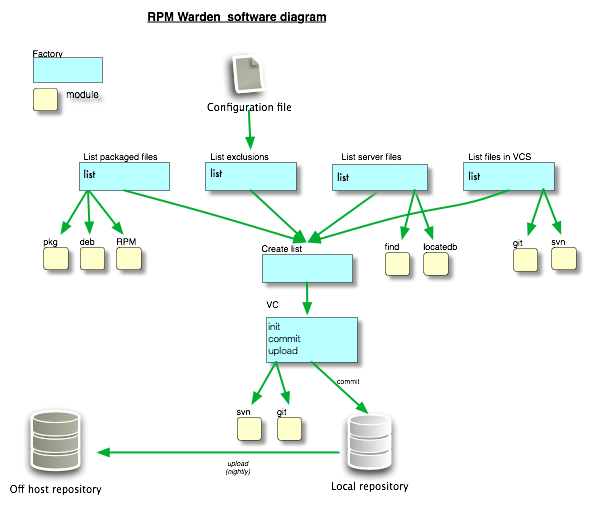 RPM Warden software diagram
Factory
module
Configuration file
List packaged files
List exclusions
List server files
List files in VCS
list
list
list
list
pkg
deb
RPM
find
locatedb
git
svn
Create list
VC
init
commit
upload
commit
svn
git
upload
(nightly)
Off host repository
Local repository